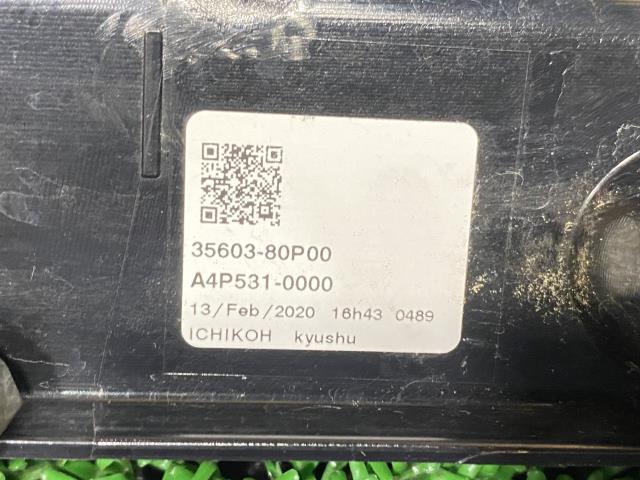 35603-80P00
A4P531-0000
13/Feb/2020 16h43 0489
ICHIKOH kyushu